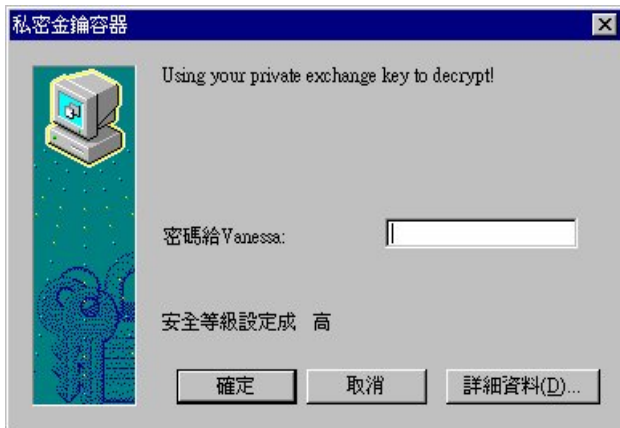 私密金鑰容器
Using your private exchange key to decrypt!
密碼給Vanessa:
安全等級設定成 高
確定 取消 詳細資料(D)...